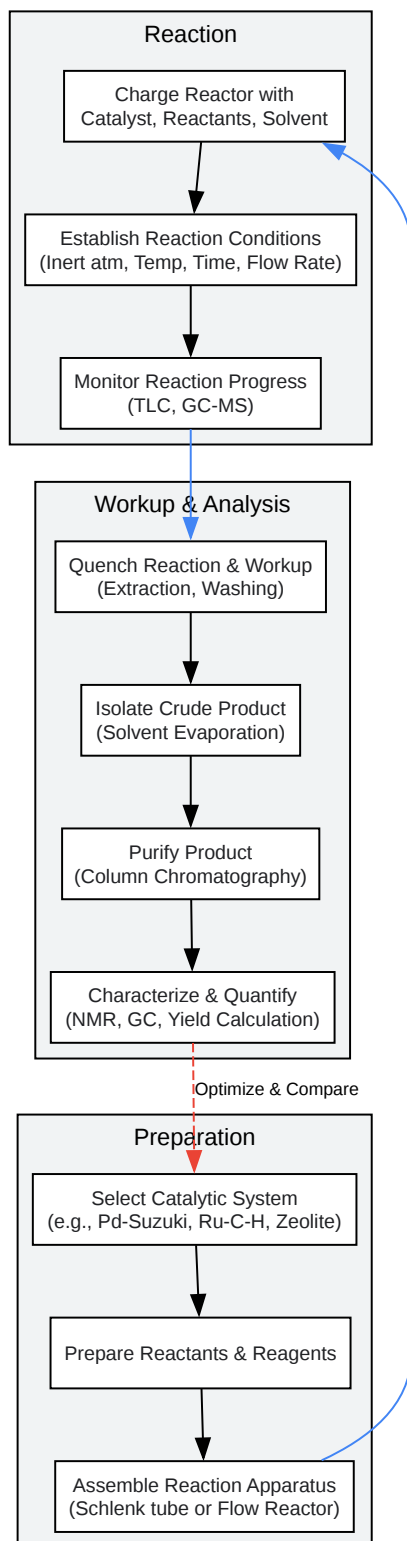 Reaction
Charge Reactor with
Catalyst, Reactants, Solvent
Establish Reaction Conditions
(Inert atm, Temp, Time, Flow Rate)
Monitor Reaction Progress
(TLC, GC-MS)
Workup & Analysis
Quench Reaction & Workup
(Extraction, Washing)
Isolate Crude Product
(Solvent Evaporation)
Purify Product
(Column Chromatography)
Characterize & Quantify
(NMR, GC, Yield Calculation)
Optimize & Compare
Preparation
Select Catalytic System
(e.g., Pd-Suzuki, Ru-C-H, Zeolite)
Prepare Reactants & Reagents
Assemble Reaction Apparatus
(Schlenk tube or Flow Reactor)